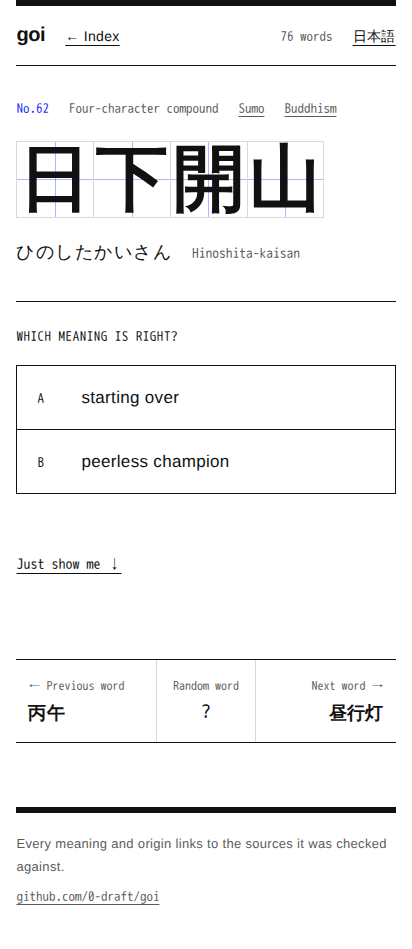 goi ← Index 76 words 日本語
No.62 Four-character compound Sumo Buddhism
日下開山
ひのしたかいさん Hinoshita-kaisan
WHICH MEANING IS RIGHT?
A starting over
B peerless champion
Just show me ↓
← Previous word Random word Next word →
丙午 ? 昼行灯
Every meaning and origin links to the sources it was checked
against.
github.com/0-draft/goi